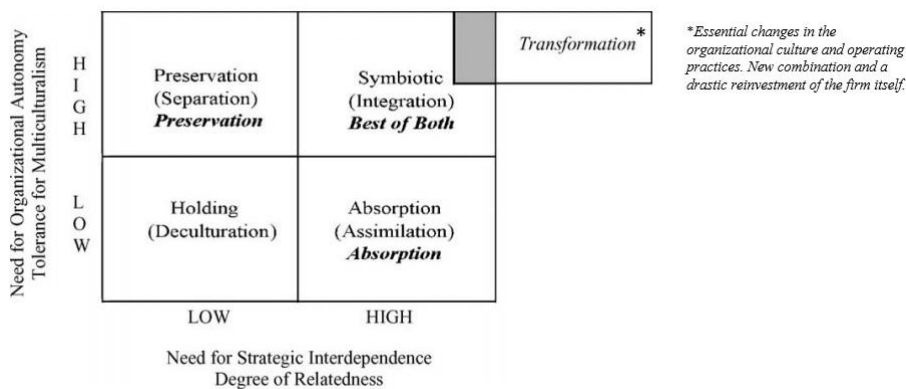 Need for Organizational Autonomy
Tolerance for Multiculturalism
HIGH
LOW
Preservation
(Separation)
Preservation
Symbiotic
(Integration)
Best of Both
Transformation*
*Essential changes in the
organizational culture and operating
practices. New combination and a
drastic reinvestment of the firm itself.
Holding
(Deculturation)
Absorption
(Assimilation)
Absorption
LOW
HIGH
Need for Strategic Interdependence
Degree of Relatedness